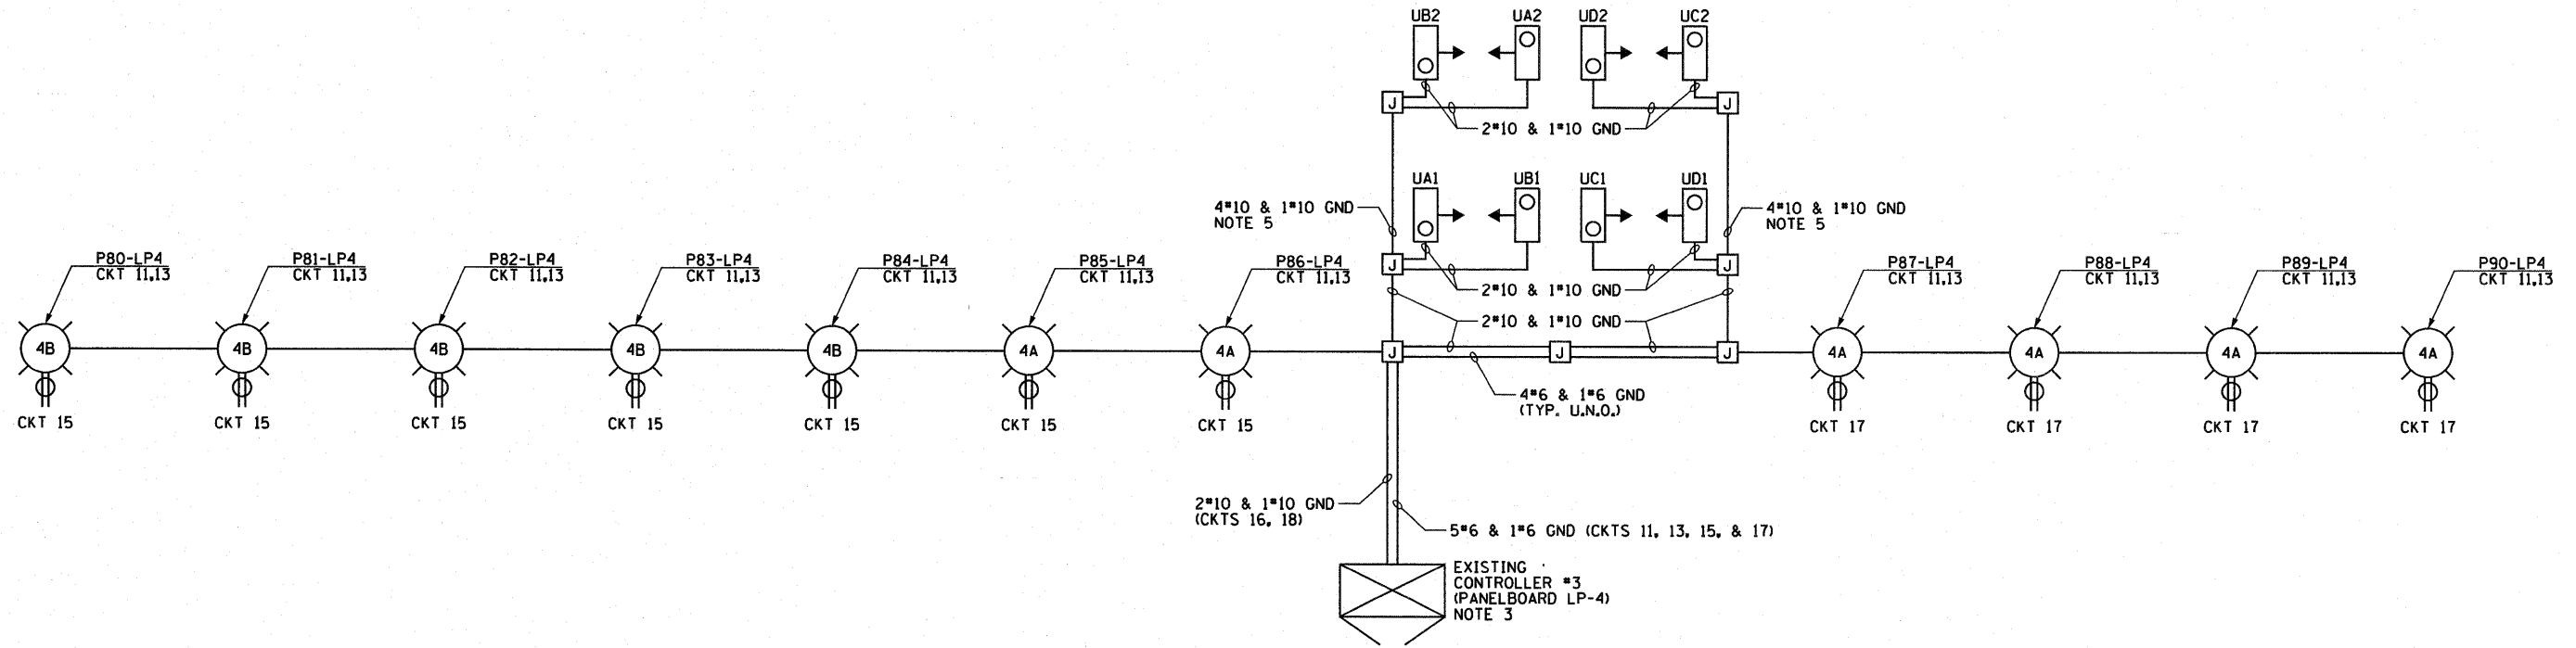 UB2 UA2 UD2 UC2
J J
2#10 & 1#10 GND
UA1 UB1 UC1 UD1
4#10 & 1#10 GND
NOTE 5
4#10 & 1#10 GND
NOTE 5
J J
2#10 & 1#10 GND
2#10 & 1#10 GND
P80-LP4
CKT 11,13
P81-LP4
CKT 11,13
P82-LP4
CKT 11,13
P83-LP4
CKT 11,13
P84-LP4
CKT 11,13
P85-LP4
CKT 11,13
P86-LP4
CKT 11,13
P87-LP4
CKT 11,13
P88-LP4
CKT 11,13
P89-LP4
CKT 11,13
P90-LP4
CKT 11,13
4B 4B 4B 4B 4B 4A 4A J J J 4A 4A 4A 4A
4#6 & 1#6 GND
(TYP. U.N.O.)
CKT 15 CKT 15 CKT 15 CKT 15 CKT 15 CKT 15 CKT 15 CKT 17 CKT 17 CKT 17 CKT 17
2#10 & 1#10 GND
(CKTS 16, 18)
5#6 & 1#6 GND (CKTS 11, 13, 15, & 17)
EXISTING
CONTROLLER #3
(PANELBOARD LP-4)
NOTE 3